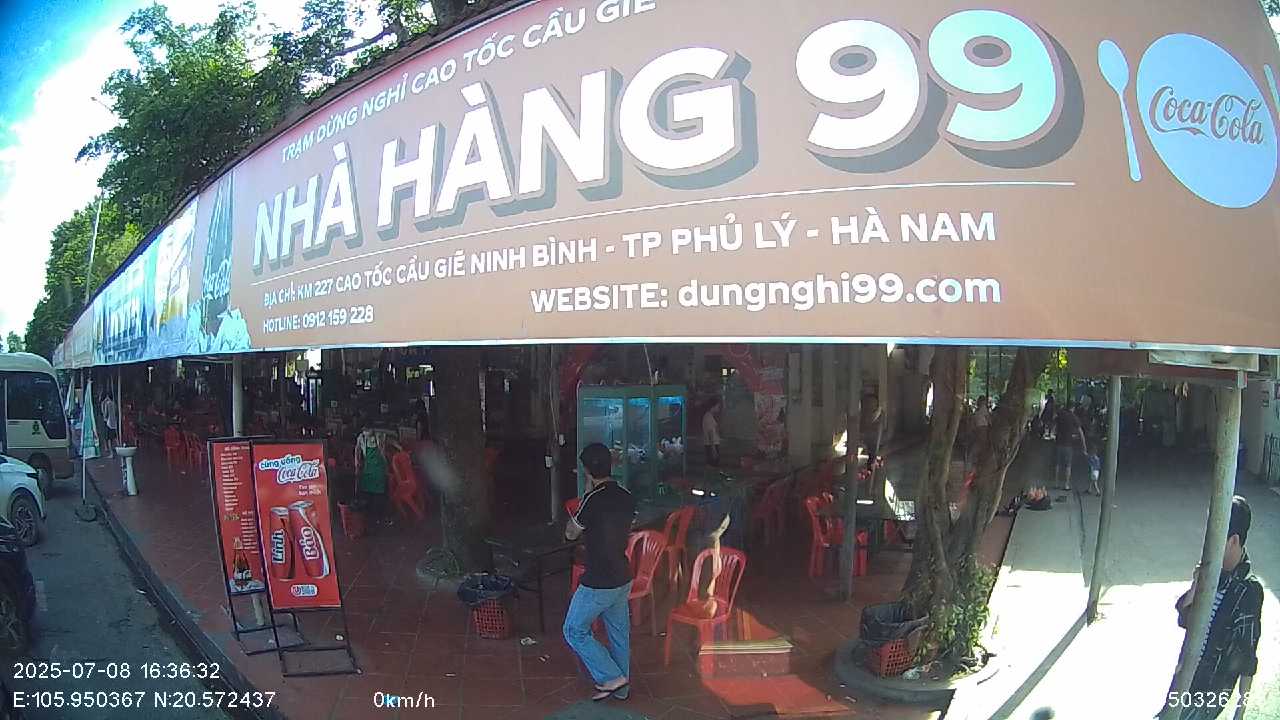 TRẠM DỪNG NGHỈ CAO TỐC CẦU GIẼ
NHÀ HÀNG 99
Coca-Cola
ĐỊA CHỈ: KM 227 CAO TỐC CẦU GIẼ NINH BÌNH - TP PHỦ LÝ - HÀ NAM
HOTLINE: 0912 159 228
WEBSITE: dungnghi99.com
cùng uống
Coca-Cola
2025-07-08 16:36:32
E:105.950367 N:20.572437
0km/h